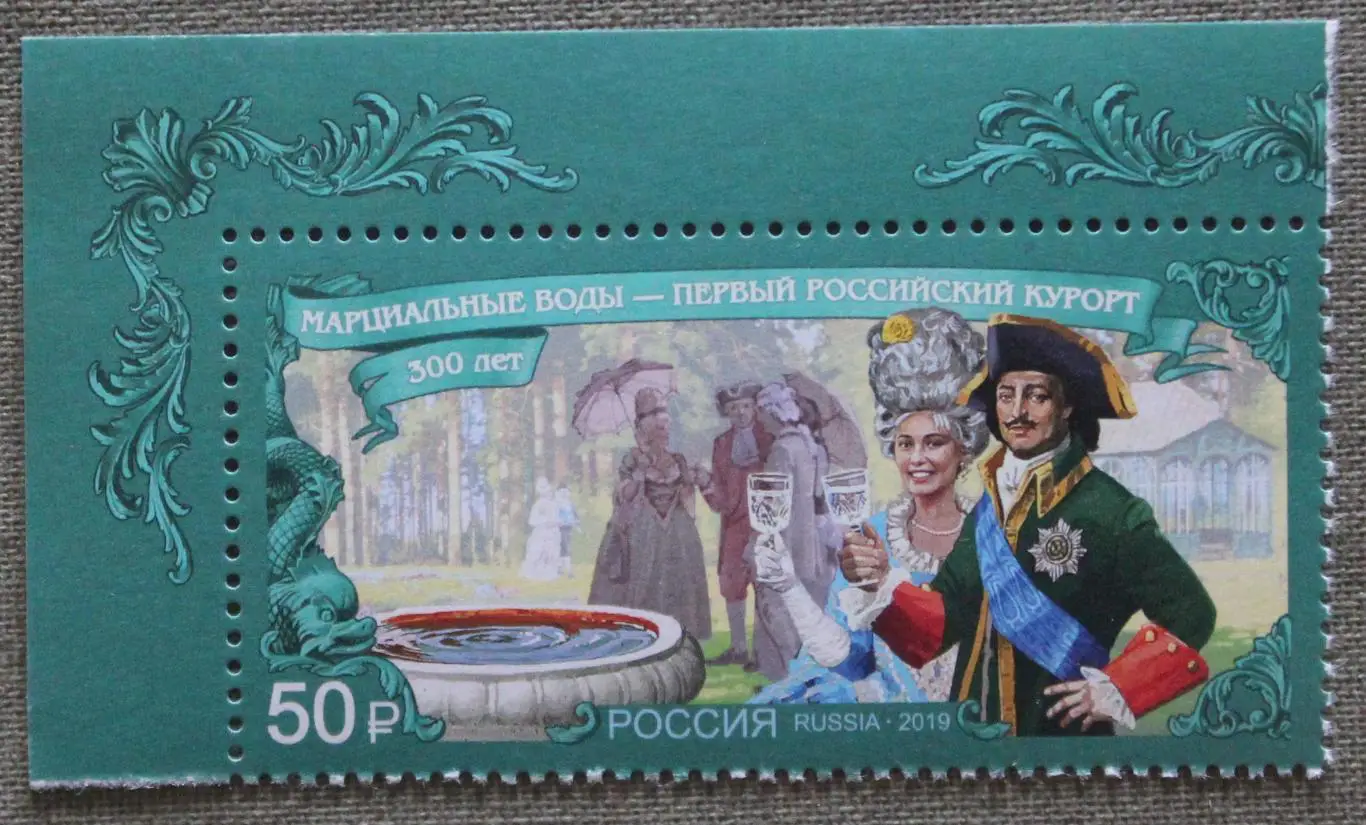 МАРЦИАЛЬНЫЕ ВОДЫ — ПЕРВЫЙ РОССИЙСКИЙ КУРОРТ
300 ЛЕТ
50 ₽
РОССИЯ RUSSIA · 2019